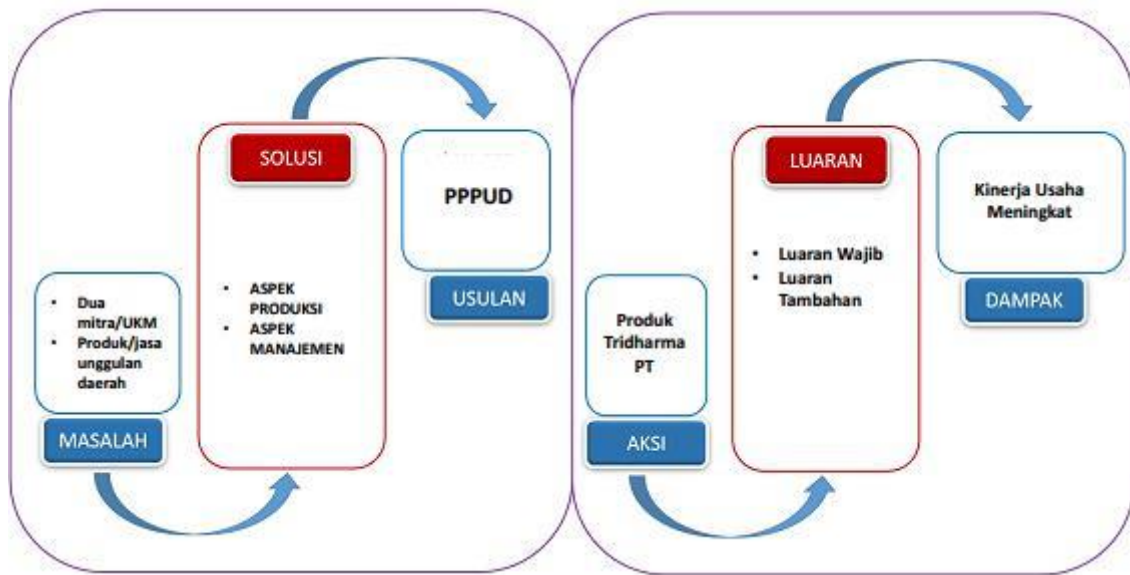 • Dua
mitra/UKM
• Produk/jasa
unggulan
daerah
MASALAH
SOLUSI
• ASPEK
PRODUKSI
• ASPEK
MANAJEMEN
PPPUD
USULAN
Produk
Tridharma
PT
AKSI
LUARAN
• Luaran Wajib
• Luaran
Tambahan
Kinerja Usaha
Meningkat
DAMPAK